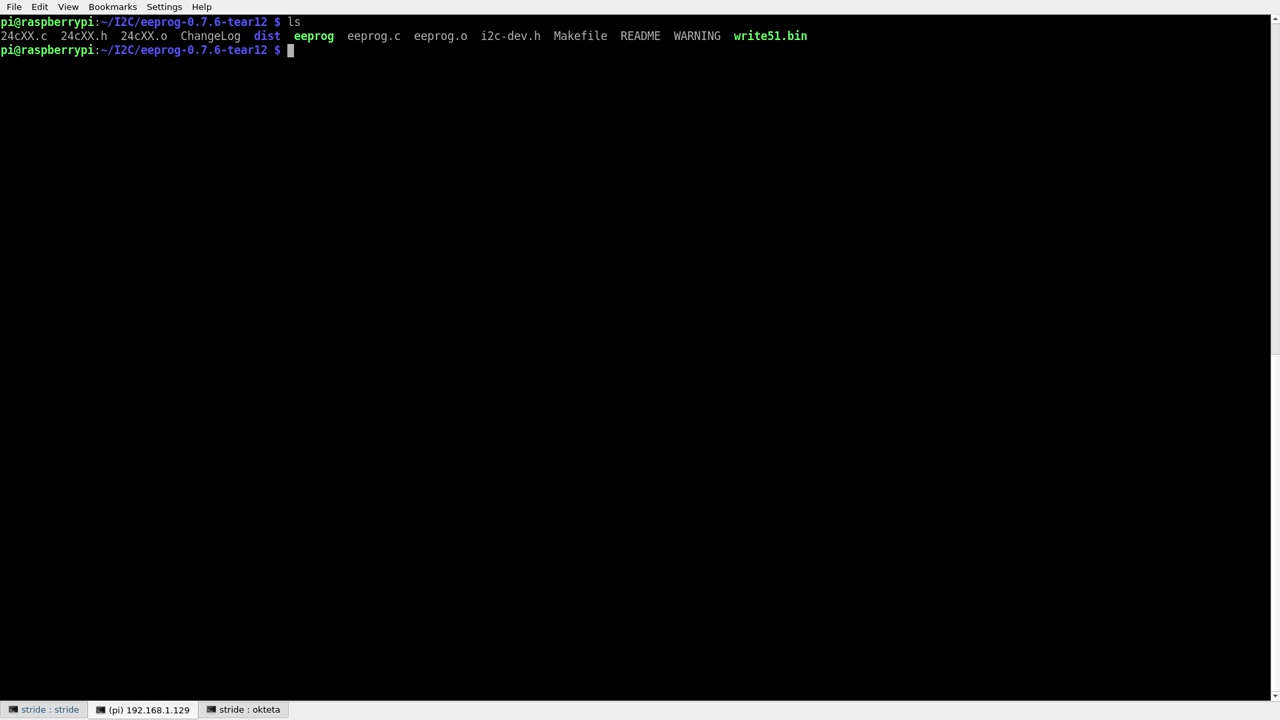 File Edit View Bookmarks Settings Help
pi@raspberrypi:~/I2C/eeprog-0.7.6-tear12 $ ls
24cXX.c 24cXX.h 24cXX.o ChangeLog dist eeprog eeprog.c eeprog.o i2c-dev.h Makefile README WARNING write51.bin
pi@raspberrypi:~/I2C/eeprog-0.7.6-tear12 $
stride : stride (pi) 192.168.1.129 stride : okteta